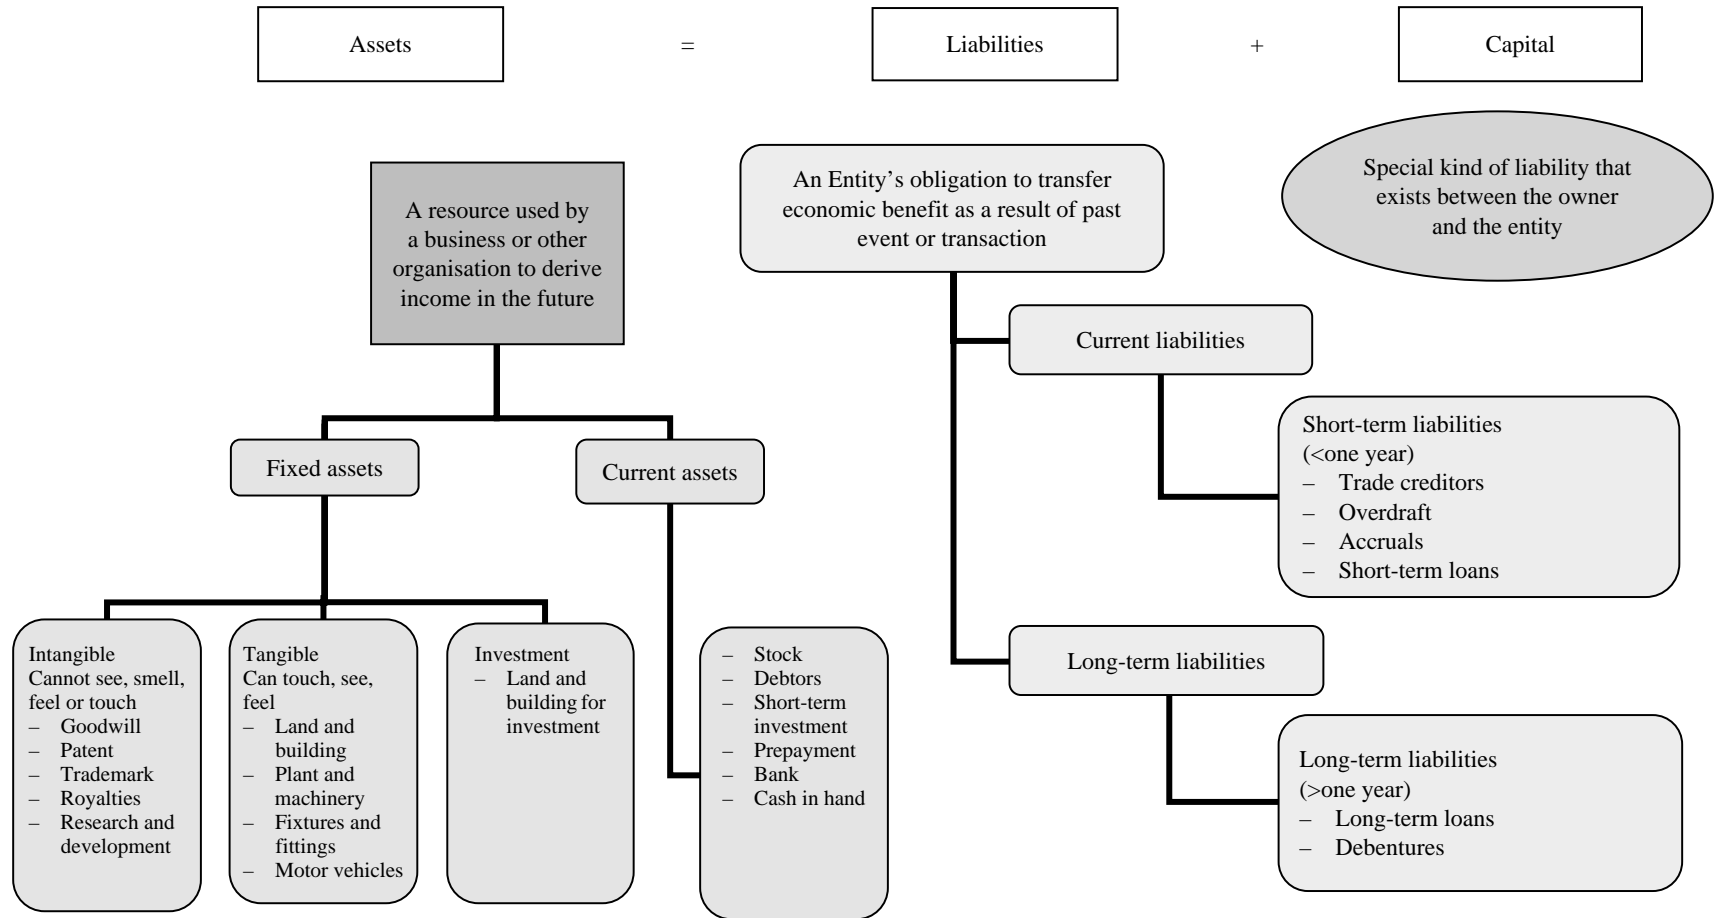 Assets = Liabilities + Capital
A resource used by
a business or other
organisation to derive
income in the future
An Entity’s obligation to transfer
economic benefit as a result of past
event or transaction
Special kind of liability that
exists between the owner
and the entity
Fixed assets
Current assets
Intangible
Cannot see, smell,
feel or touch
– Goodwill
– Patent
– Trademark
– Royalties
– Research and
development
Tangible
Can touch, see,
feel
– Land and
building
– Plant and
machinery
– Fixtures and
fittings
– Motor vehicles
Investment
– Land and
building for
investment
– Stock
– Debtors
– Short-term
investment
– Prepayment
– Bank
– Cash in hand
Current liabilities
Short-term liabilities
(<one year)
– Trade creditors
– Overdraft
– Accruals
– Short-term loans
Long-term liabilities
Long-term liabilities
(>one year)
– Long-term loans
– Debentures